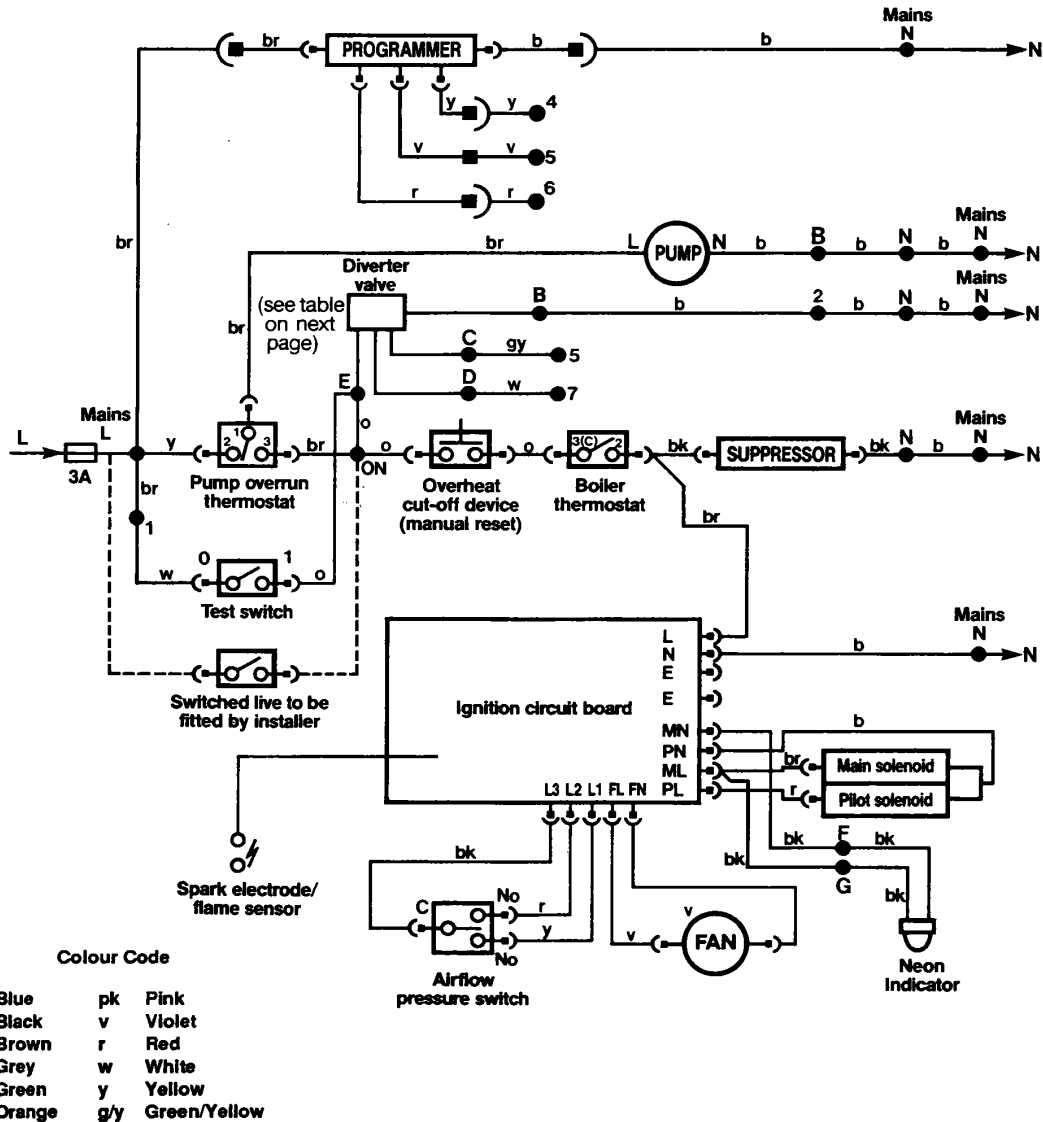 Mains
N
br
PROGRAMMER
b
b
N
y
y
4
v
v
5
r
r
6
br
br
L
PUMP
N
b
B
b
N
b
Mains
N
N
Diverter
valve
(see table
on next
page)
br
B
b
2
b
N
b
Mains
N
N
C
gy
5
D
w
7
E
o
Mains
L
L
3A
y
2
1
3
br
ON
o
o
3(C)
2
bk
SUPPRESSOR
bk
N
b
Mains
N
N
Pump overrun
thermostat
Overheat
cut-off device
(manual reset)
Boiler
thermostat
br
1
br
w
0
1
o
Test switch
Switched live to be
fitted by installer
Ignition circuit board
L
N
E
E
MN
PN
ML
PL
b
Mains
N
N
b
br
Main solenoid
r
Pilot solenoid
L3 L2 L1 FL FN
bk
F
bk
bk
G
bk
Neon
Indicator
Spark electrode/
flame sensor
bk
C
No
r
y
No
Airflow
pressure switch
v
v
FAN
Colour Code
Blue pk Pink
Black v Violet
Brown r Red
Grey w White
Green y Yellow
Orange g/y Green/Yellow